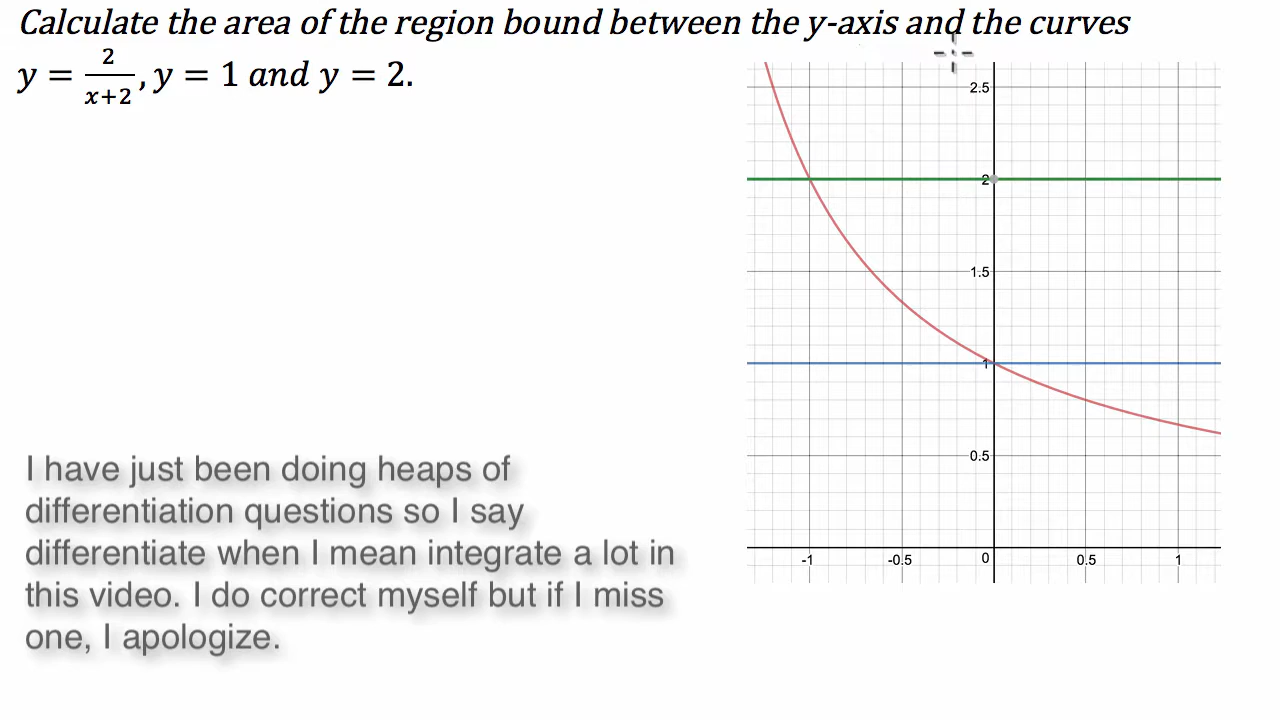 Calculate the area of the region bound between the y-axis and the curves
y = 2/(x+2), y = 1 and y = 2.
2.5
2
1.5
1
0.5
-1 -0.5 0 0.5 1
I have just been doing heaps of
differentiation questions so I say
differentiate when I mean integrate a lot in
this video. I do correct myself but if I miss
one, I apologize.